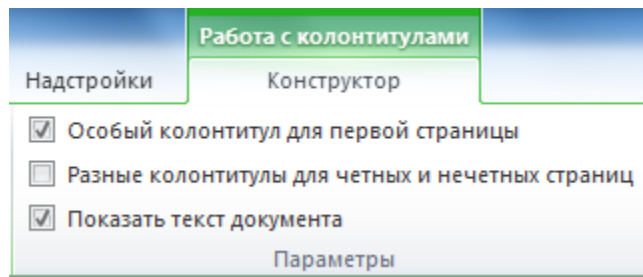 Работа с колонтитулами
Надстройки Конструктор
Особый колонтитул для первой страницы
Разные колонтитулы для четных и нечетных страниц
Показать текст документа
Параметры